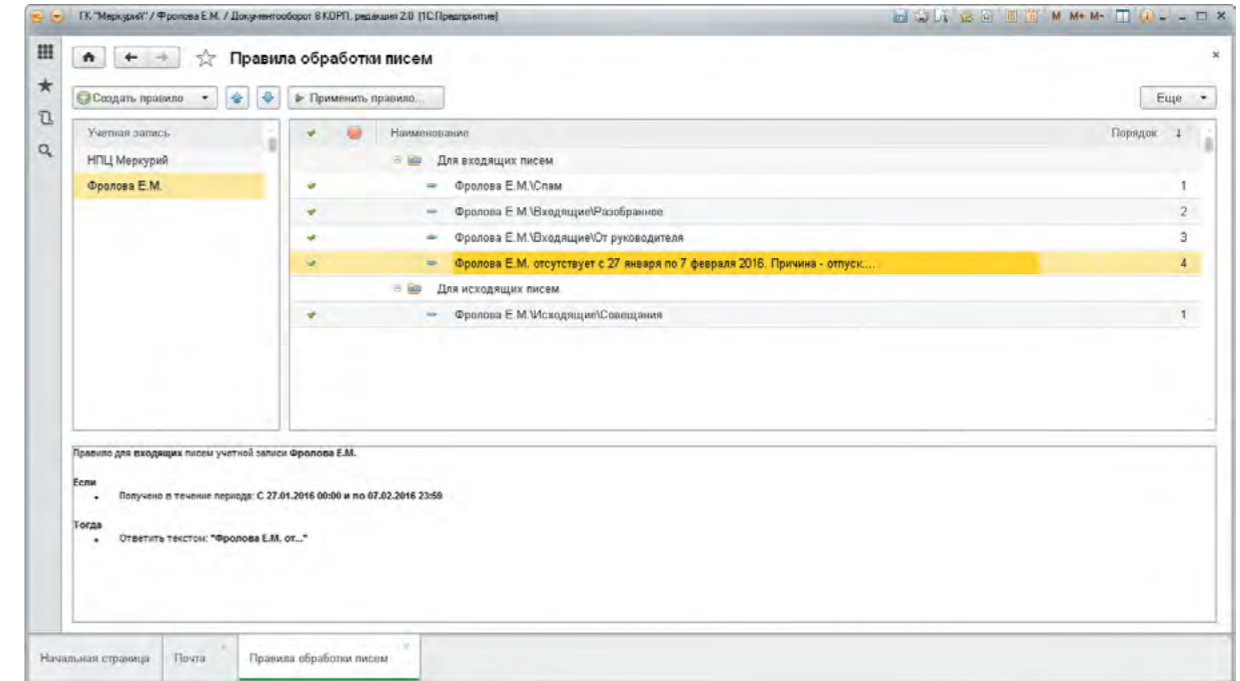 ГК "Меркурий" / Фролова Е.М. / Документооборот 8 КОРП, редакция 2.0 (1С:Предприятие)
M M+ M-
Правила обработки писем
Создать правило
Применить правило...
Еще
Учетная запись
НПЦ Меркурий
Фролова Е.М.
Наименование
Порядок
Для входящих писем
Фролова Е.М.\Спам 1
Фролова Е.М.\Входящие\Разобранное 2
Фролова Е.М.\Входящие\От руководителя 3
Фролова Е.М. отсутствует с 27 января по 7 февраля 2016. Причина - отпуск.... 4
Для исходящих писем
Фролова Е.М.\Исходящие\Совещания 1
Правило для входящих писем учетной записи Фролова Е.М.
Если
• Получено в течение периода: С 27.01.2016 00:00 и по 07.02.2016 23:59
Тогда
• Ответить текстом: "Фролова Е.М. от..."
Начальная страница
Почта
Правила обработки писем